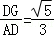 DG/AD = √5/3